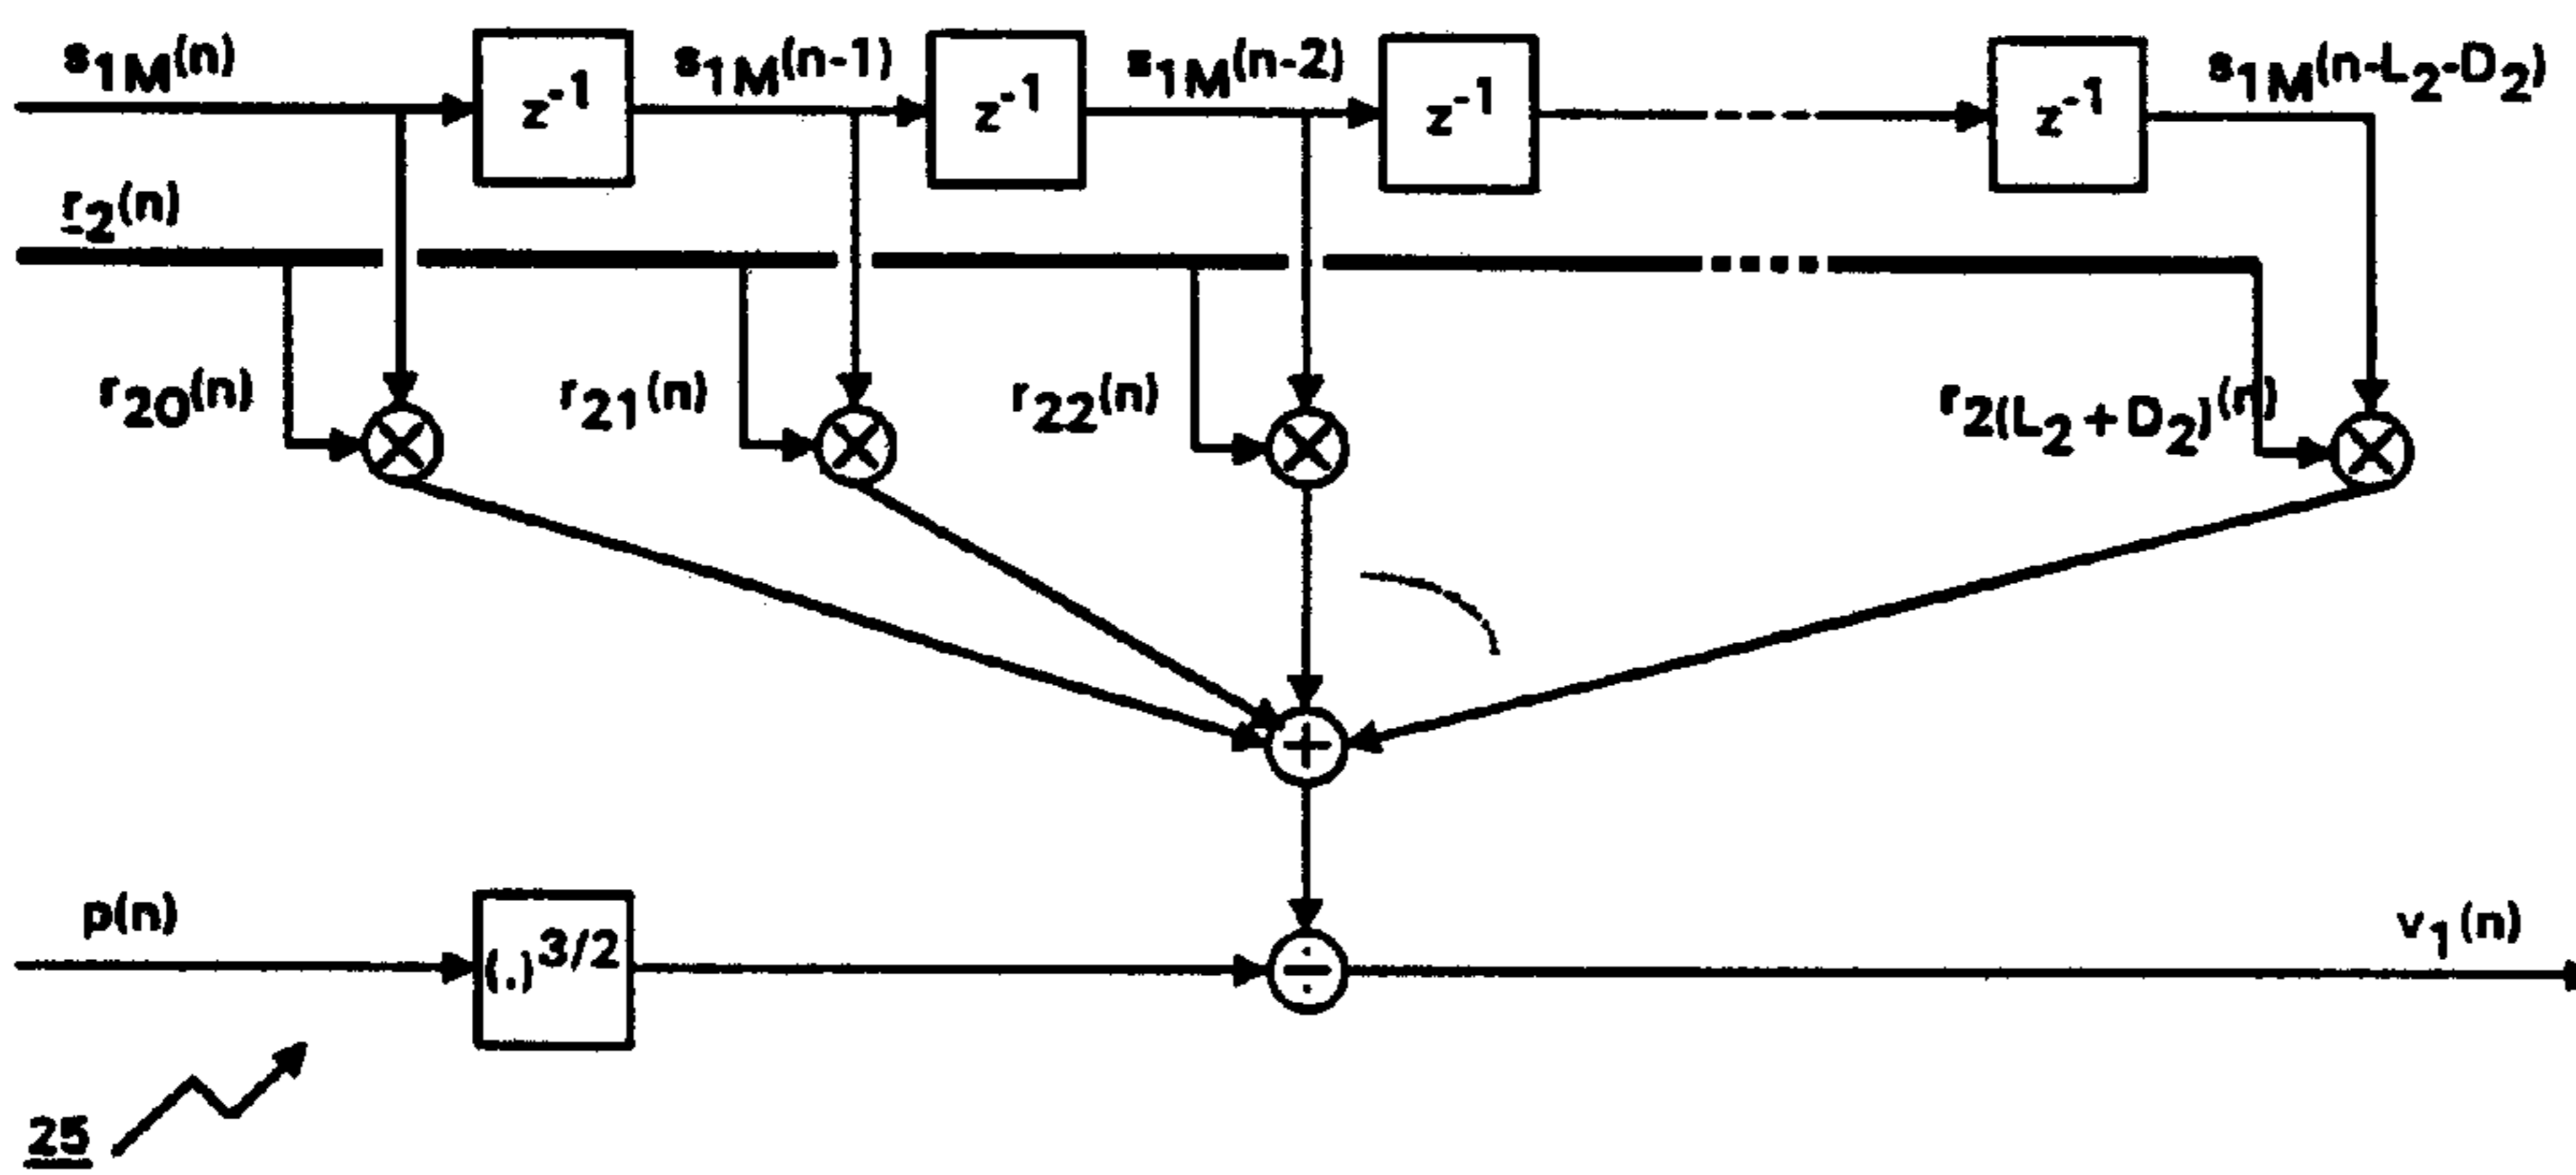 s₁M(n) z⁻¹ s₁M(n-1) z⁻¹ s₁M(n-2) z⁻¹ z⁻¹ s₁M(n-L₂-D₂)
r₂(n)
r₂₀(n) r₂₁(n) r₂₂(n) r₂(L₂+D₂)(n)
p(n) (.)³/² v₁(n)
25